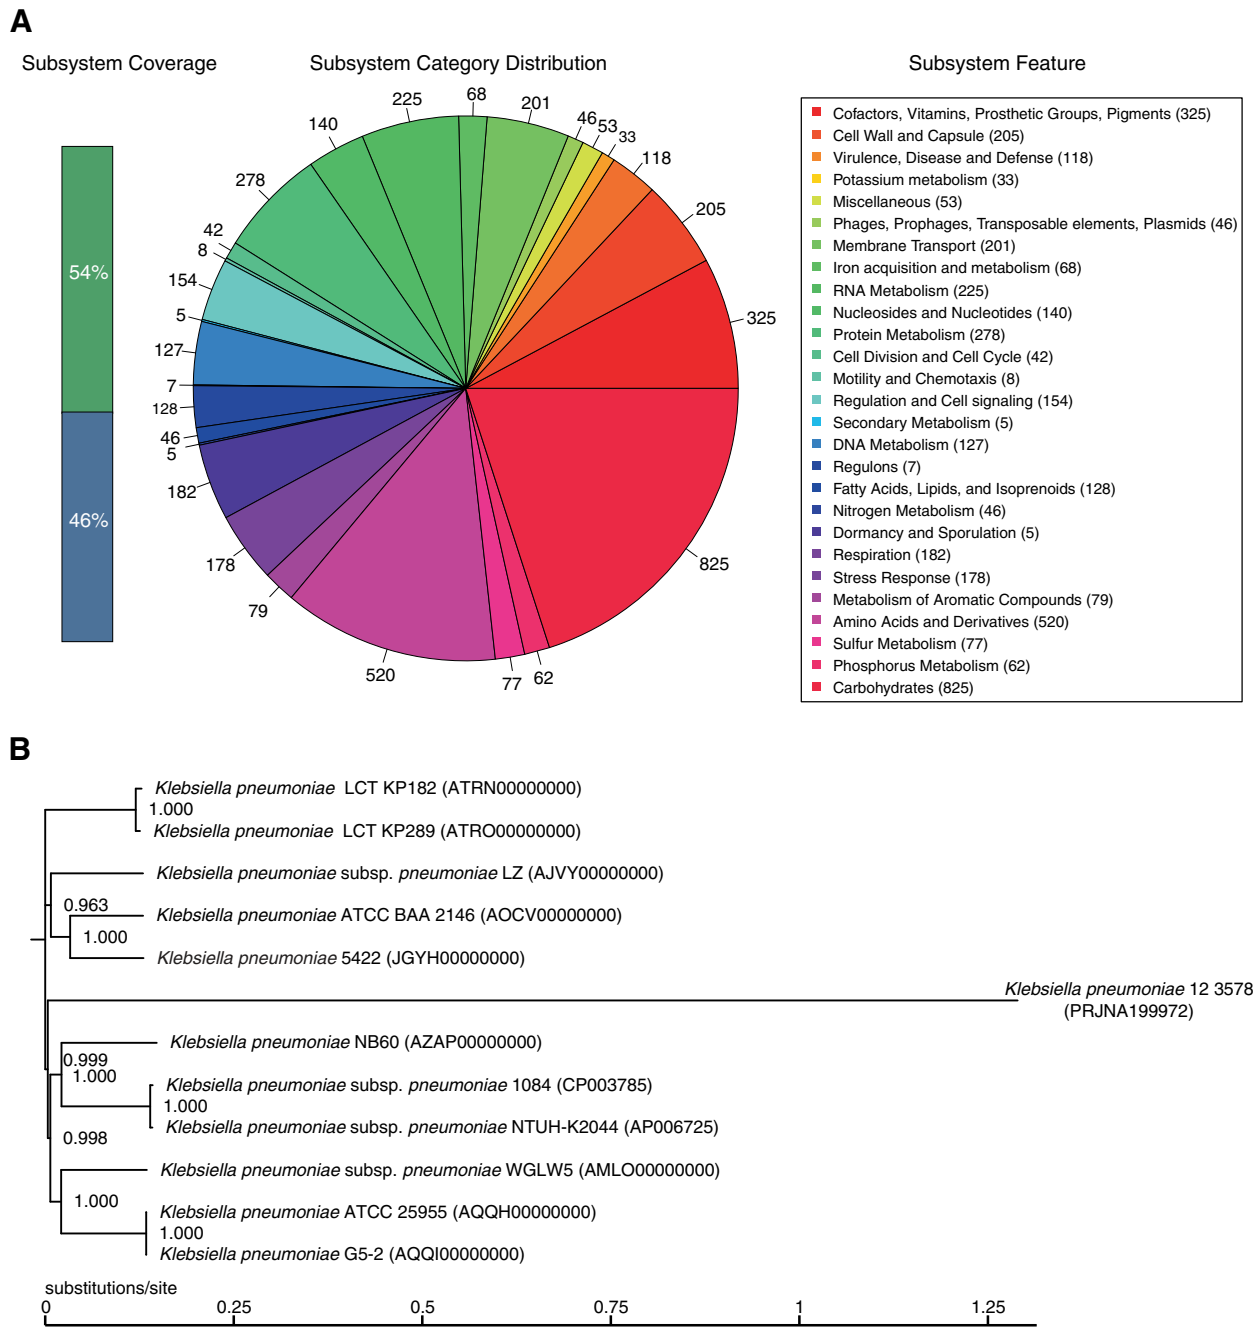 A
Subsystem Coverage
Subsystem Category Distribution
Subsystem Feature
54%
46%
325
205
118
33
53
46
201
68
225
140
278
42
8
154
5
127
7
128
46
5
182
178
79
520
77
62
825
Cofactors, Vitamins, Prosthetic Groups, Pigments (325)
Cell Wall and Capsule (205)
Virulence, Disease and Defense (118)
Potassium metabolism (33)
Miscellaneous (53)
Phages, Prophages, Transposable elements, Plasmids (46)
Membrane Transport (201)
Iron acquisition and metabolism (68)
RNA Metabolism (225)
Nucleosides and Nucleotides (140)
Protein Metabolism (278)
Cell Division and Cell Cycle (42)
Motility and Chemotaxis (8)
Regulation and Cell signaling (154)
Secondary Metabolism (5)
DNA Metabolism (127)
Regulons (7)
Fatty Acids, Lipids, and Isoprenoids (128)
Nitrogen Metabolism (46)
Dormancy and Sporulation (5)
Respiration (182)
Stress Response (178)
Metabolism of Aromatic Compounds (79)
Amino Acids and Derivatives (520)
Sulfur Metabolism (77)
Phosphorus Metabolism (62)
Carbohydrates (825)
B
Klebsiella pneumoniae LCT KP182 (ATRN00000000)
1.000
Klebsiella pneumoniae LCT KP289 (ATRO00000000)
Klebsiella pneumoniae subsp. pneumoniae LZ (AJVY00000000)
0.963
Klebsiella pneumoniae ATCC BAA 2146 (AOCV00000000)
1.000
Klebsiella pneumoniae 5422 (JGYH00000000)
Klebsiella pneumoniae 12 3578
(PRJNA199972)
Klebsiella pneumoniae NB60 (AZAP00000000)
0.999
1.000
Klebsiella pneumoniae subsp. pneumoniae 1084 (CP003785)
1.000
Klebsiella pneumoniae subsp. pneumoniae NTUH-K2044 (AP006725)
0.998
Klebsiella pneumoniae subsp. pneumoniae WGLW5 (AMLO00000000)
1.000
Klebsiella pneumoniae ATCC 25955 (AQQH00000000)
1.000
Klebsiella pneumoniae G5-2 (AQQI00000000)
substitutions/site
0 0.25 0.5 0.75 1 1.25